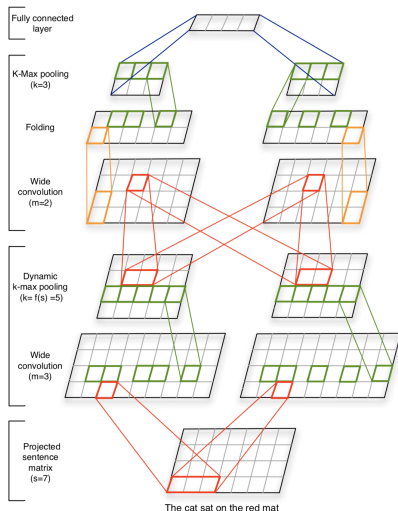 Fully connected
layer
K-Max pooling
(k=3)
Folding
Wide
convolution
(m=2)
Dynamic
k-max pooling
(k= f(s) =5)
Wide
convolution
(m=3)
Projected
sentence
matrix
(s=7)
The cat sat on the red mat